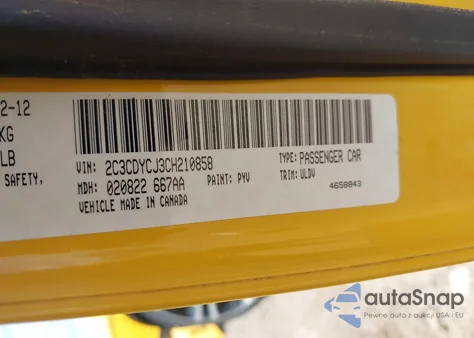 2-12
KG
LB
SAFETY,
VIN: 2C3CDYCJ3CH210858
TYPE: PASSENGER CAR
MDH: 020822 667AA
PAINT: PYV
TRIM: ULDV
VEHICLE MADE IN CANADA
4658843
autaSnap
Pewne auta z aukcji USA i EU